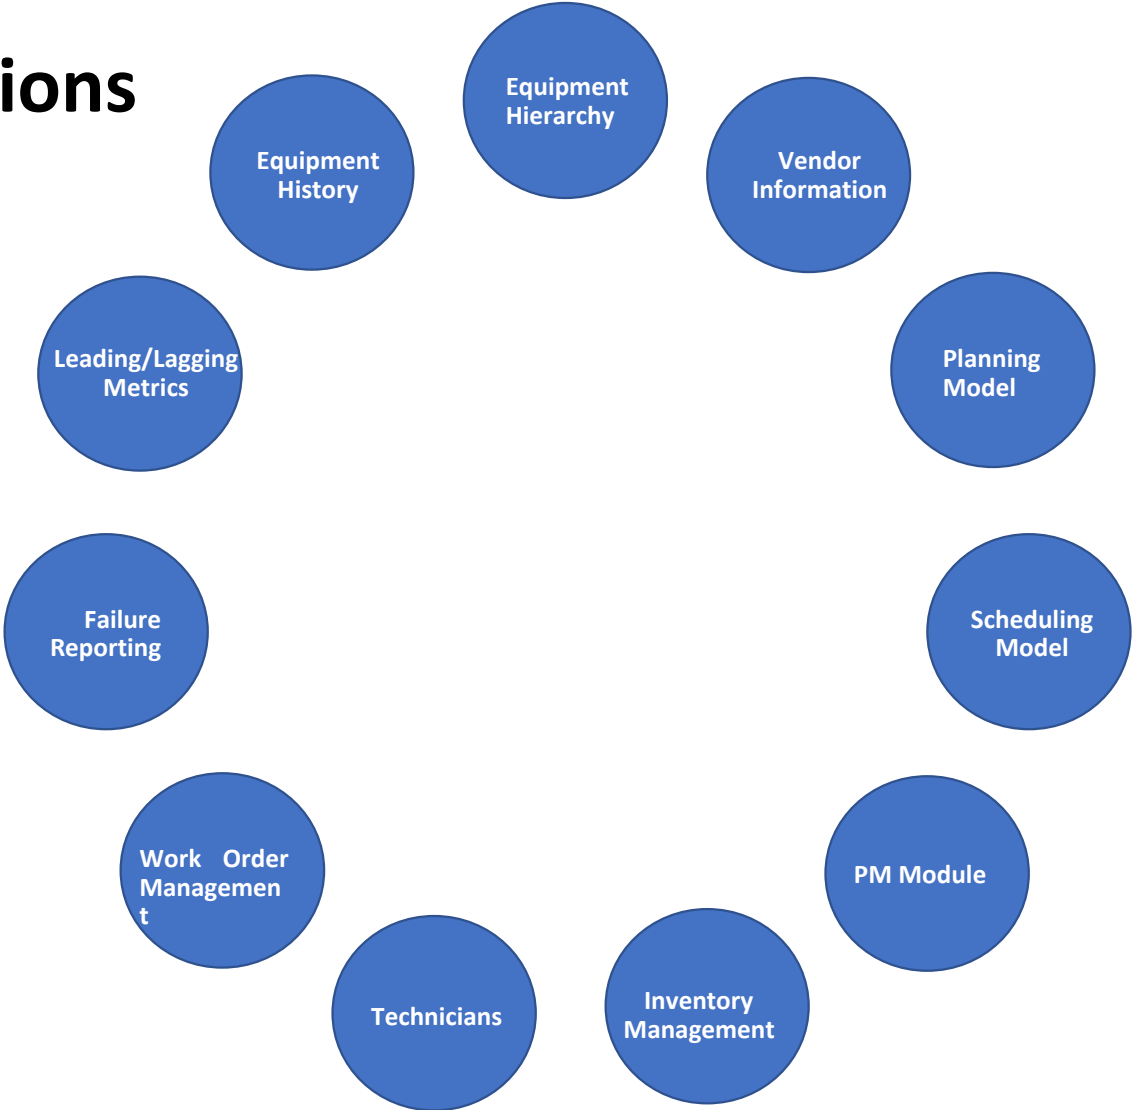 ions
Equipment
Hierarchy
Vendor
Information
Planning
Model
Scheduling
Model
PM Module
Inventory
Management
Technicians
Work Order
Managemen
t
Failure
Reporting
Leading/Lagging
Metrics
Equipment
History